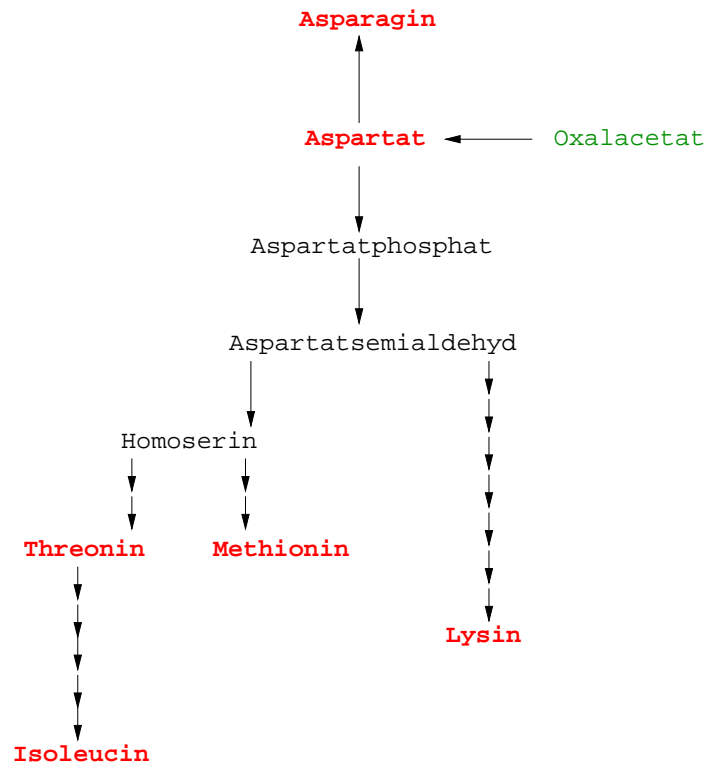 Asparagin
Aspartat
Oxalacetat
Aspartatphosphat
Aspartatsemialdehyd
Homoserin
Threonin
Methionin
Lysin
Isoleucin